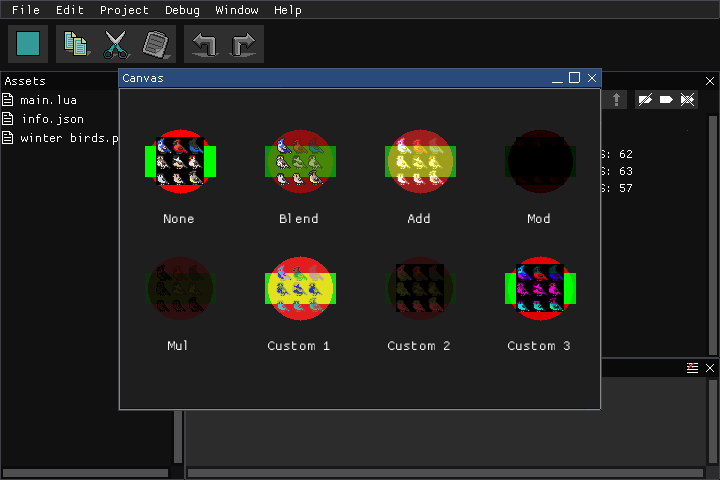 File Edit Project Debug Window Help
Canvas
Assets
main.lua
info.json
winter birds.p
S: 62
S: 63
S: 57
None Blend Add Mod
Mul Custom 1 Custom 2 Custom 3